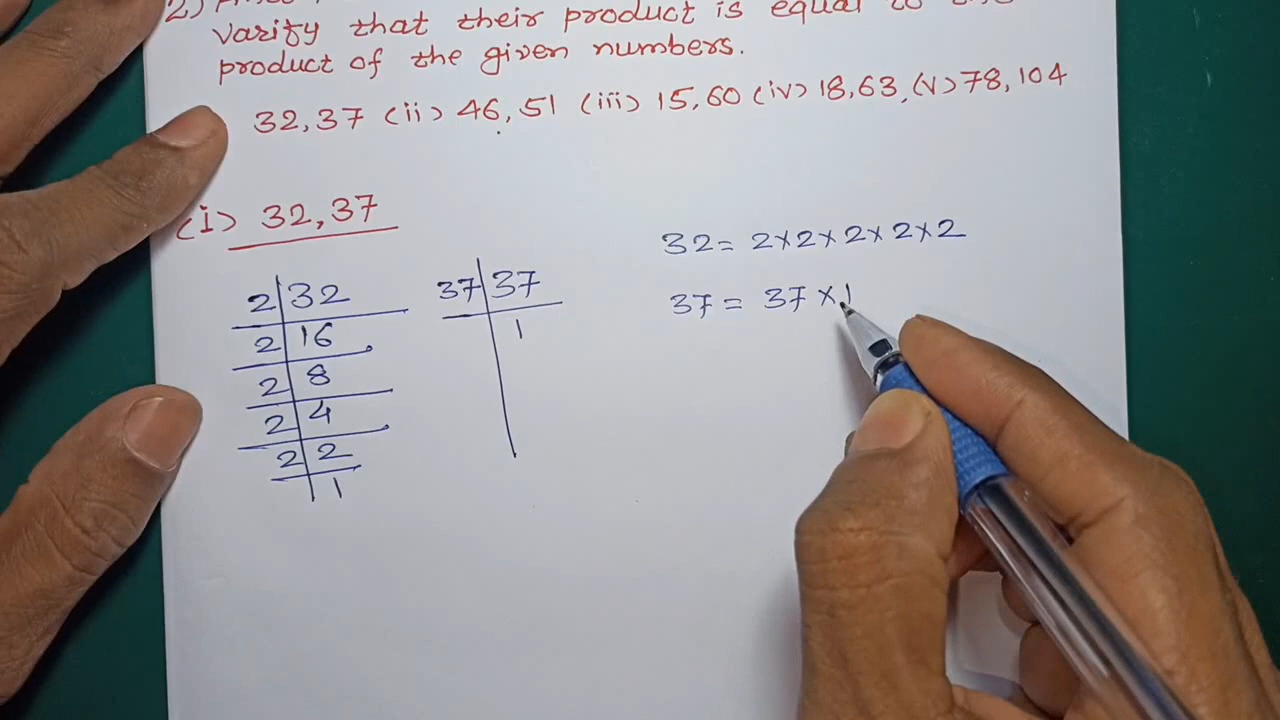 2)
varify that their product is equal to
product of the given numbers.
32,37 (ii) 46,51 (iii) 15,60 (iv) 18,63, (v) 78,104
(i) 32,37
32 = 2×2×2×2×2
37 = 37×1
2 32
2 16
2 8
2 4
2 2
1
37 37
1